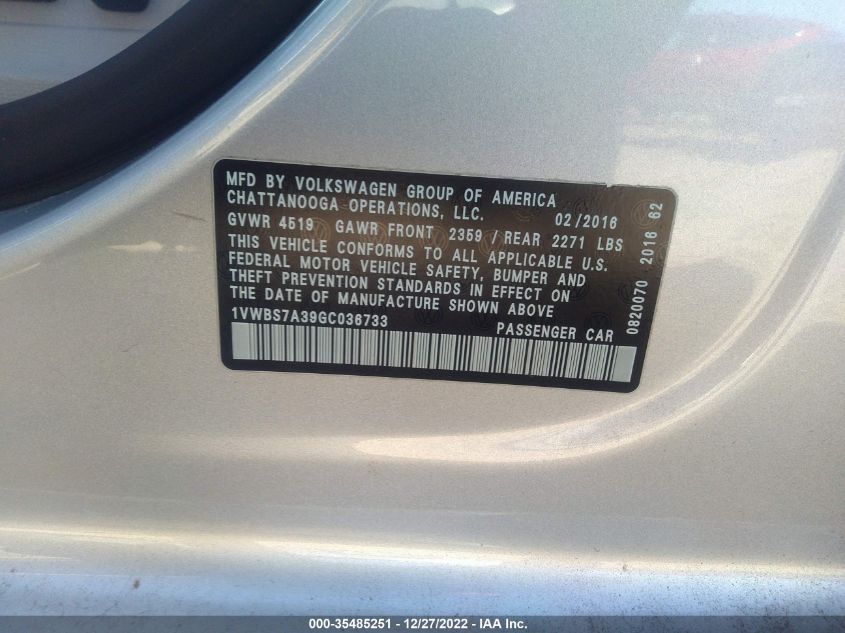 MFD BY VOLKSWAGEN GROUP OF AMERICA
CHATTANOOGA OPERATIONS, LLC. 02/2016
GVWR 4519 GAWR FRONT 2359 / REAR 2271 LBS
THIS VEHICLE CONFORMS TO ALL APPLICABLE U.S.
FEDERAL MOTOR VEHICLE SAFETY, BUMPER AND
THEFT PREVENTION STANDARDS IN EFFECT ON
THE DATE OF MANUFACTURE SHOWN ABOVE
1VWBS7A39GC036733 PASSENGER CAR
0820070 2016 62
000-35485251 - 12/27/2022 - IAA Inc.